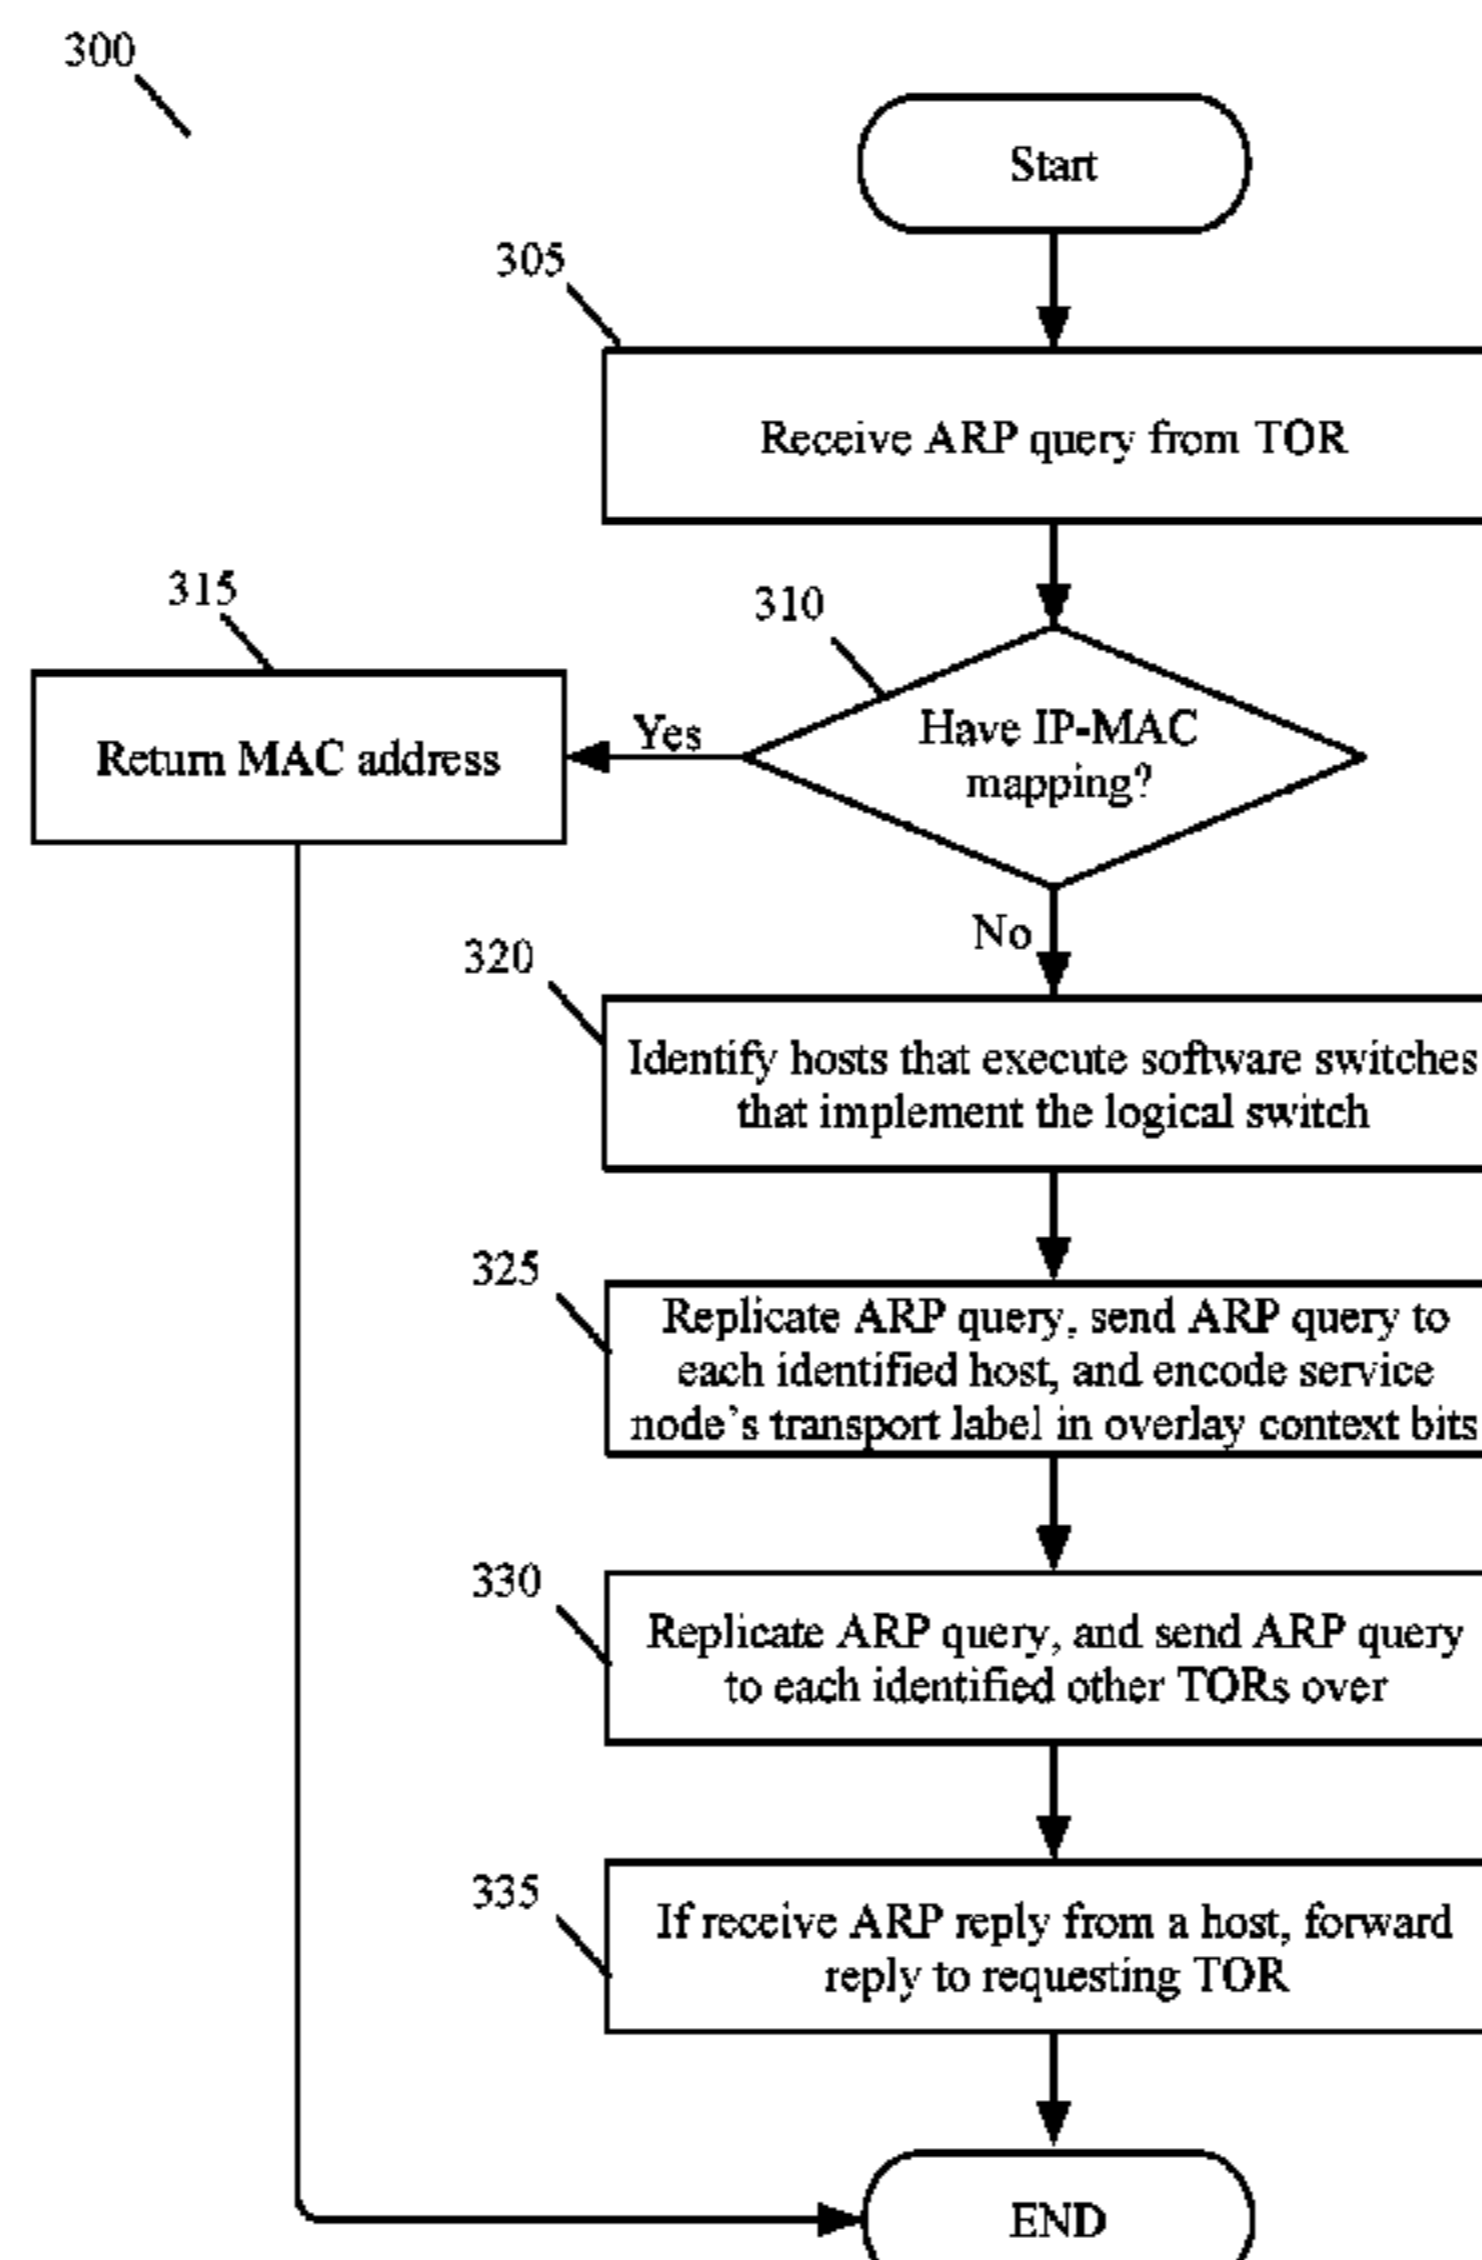 300
Start
305
Receive ARP query from TOR
310
315
Have IP-MAC
mapping?
Yes
Return MAC address
No
320
Identify hosts that execute software switches
that implement the logical switch
325
Replicate ARP query, send ARP query to
each identified host, and encode service
node's transport label in overlay context bits
330
Replicate ARP query, and send ARP query
to each identified other TORs over
335
If receive ARP reply from a host, forward
reply to requesting TOR
END